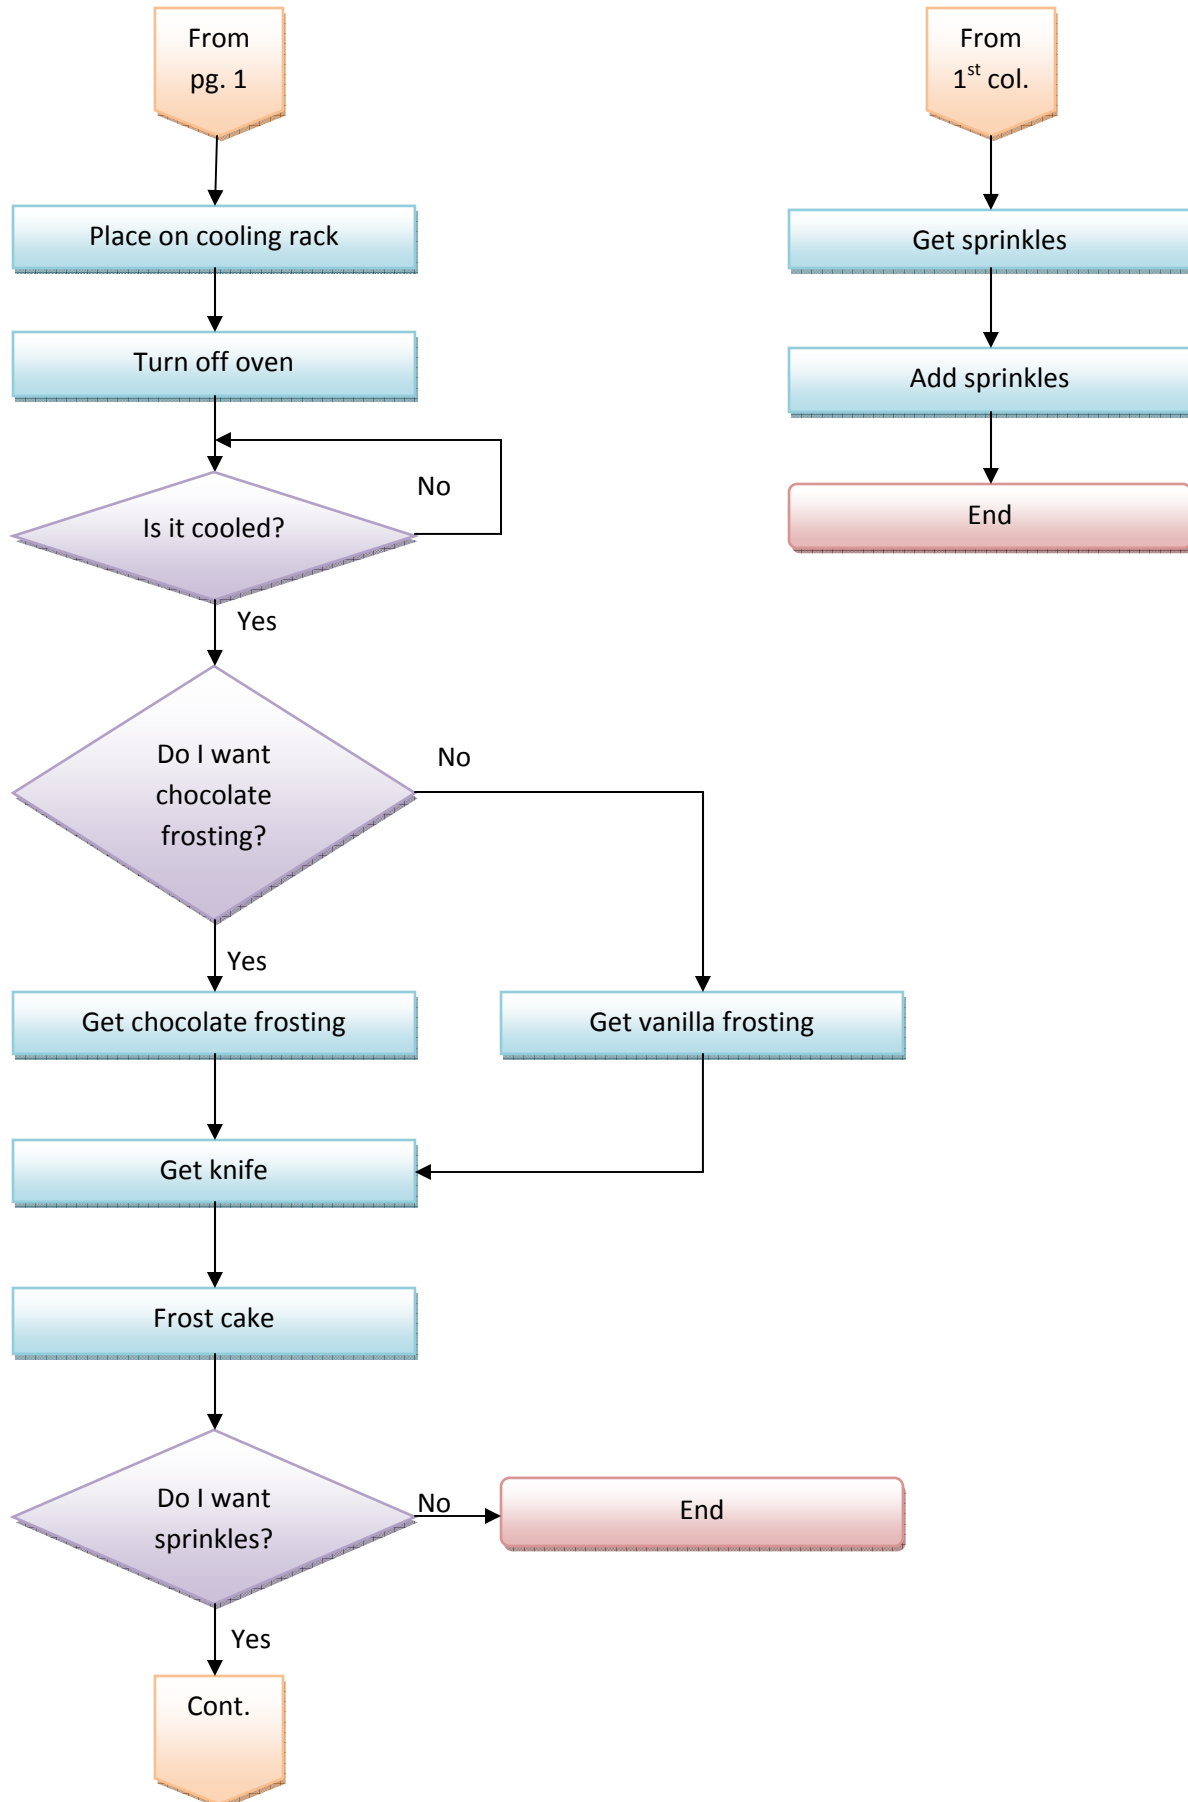 From
pg. 1
Place on cooling rack
Turn off oven
No
Is it cooled?
Yes
Do I want
chocolate
frosting?
No
Yes
Get chocolate frosting
Get vanilla frosting
Get knife
Frost cake
Do I want
sprinkles?
No
End
Yes
Cont.
From
1st col.
Get sprinkles
Add sprinkles
End